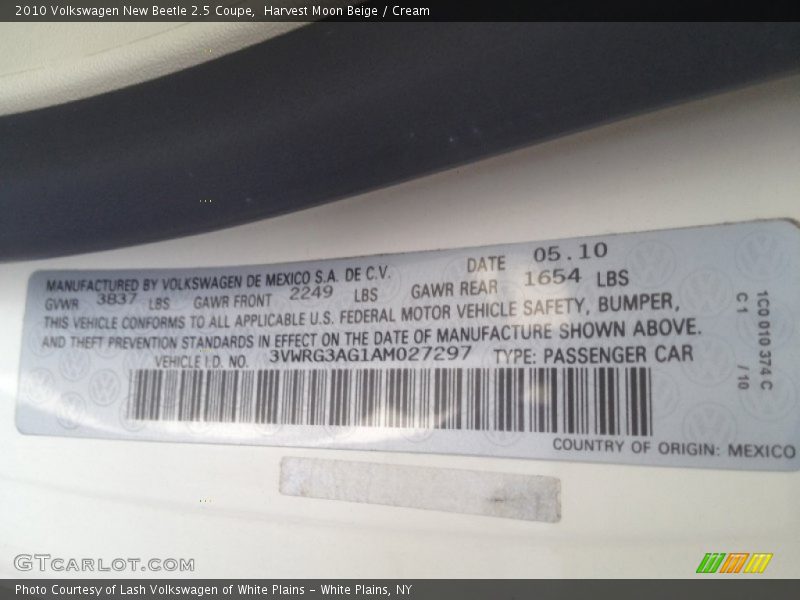 2010 Volkswagen New Beetle 2.5 Coupe, Harvest Moon Beige / Cream
MANUFACTURED BY VOLKSWAGEN DE MEXICO S.A. DE C.V. DATE 05.10
GVWR 3837 LBS GAWR FRONT 2249 LBS GAWR REAR 1654 LBS
THIS VEHICLE CONFORMS TO ALL APPLICABLE U.S. FEDERAL MOTOR VEHICLE SAFETY, BUMPER,
AND THEFT PREVENTION STANDARDS IN EFFECT ON THE DATE OF MANUFACTURE SHOWN ABOVE.
VEHICLE I.D. NO. 3VWRG3AG1AM027297 TYPE: PASSENGER CAR
COUNTRY OF ORIGIN: MEXICO
1C0 010 374 C
C1 /10
GTCARLOT.COM
Photo Courtesy of Lash Volkswagen of White Plains - White Plains, NY